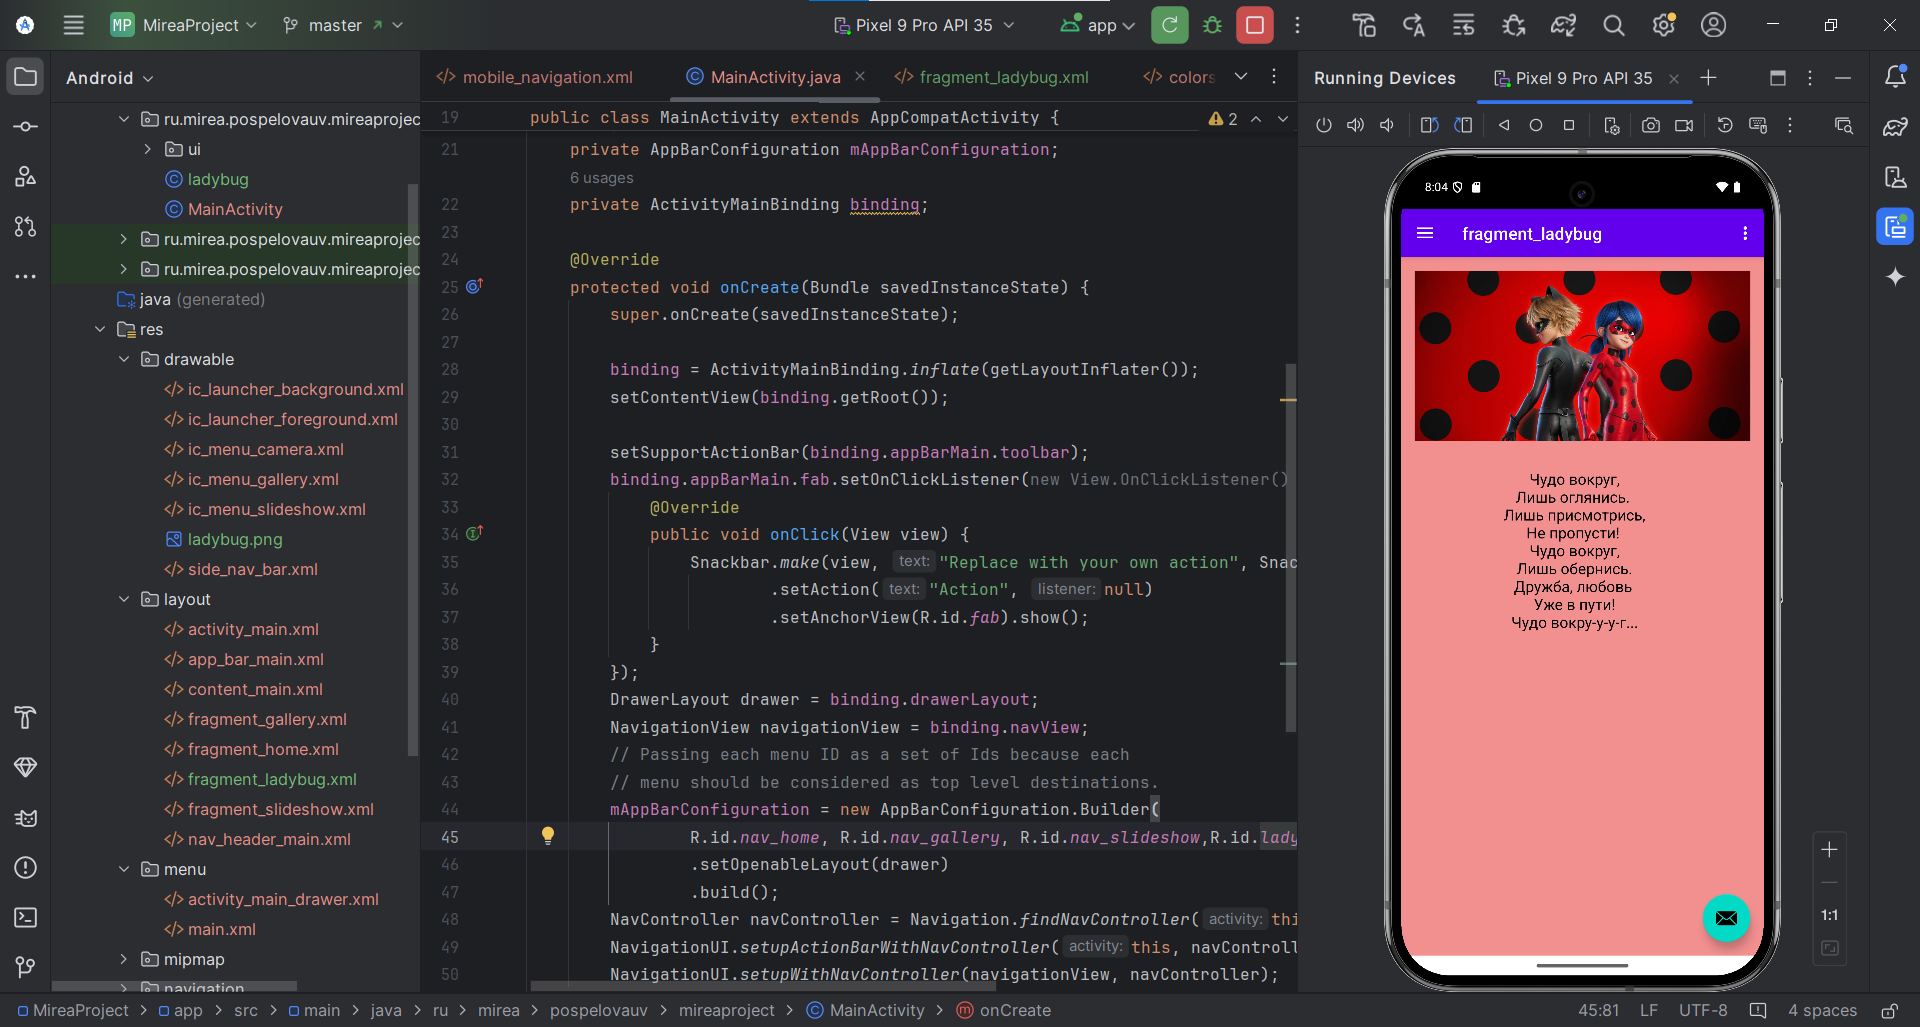 MP MireaProject master Pixel 9 Pro API 35 app
Android
ru.mirea.pospelovauv.mireaprojec
ui
ladybug
MainActivity
ru.mirea.pospelovauv.mireaprojec
ru.mirea.pospelovauv.mireaprojec
java (generated)
res
drawable
ic_launcher_background.xml
ic_launcher_foreground.xml
ic_menu_camera.xml
ic_menu_gallery.xml
ic_menu_slideshow.xml
ladybug.png
side_nav_bar.xml
layout
activity_main.xml
app_bar_main.xml
content_main.xml
fragment_gallery.xml
fragment_home.xml
fragment_ladybug.xml
fragment_slideshow.xml
nav_header_main.xml
menu
activity_main_drawer.xml
main.xml
mipmap
navigation
mobile_navigation.xml MainActivity.java fragment_ladybug.xml colors
19 public class MainActivity extends AppCompatActivity { 2
21 private AppBarConfiguration mAppBarConfiguration;
6 usages
22 private ActivityMainBinding binding;
23
24 @Override
25 protected void onCreate(Bundle savedInstanceState) {
26 super.onCreate(savedInstanceState);
27
28 binding = ActivityMainBinding.inflate(getLayoutInflater());
29 setContentView(binding.getRoot());
30
31 setSupportActionBar(binding.appBarMain.toolbar);
32 binding.appBarMain.fab.setOnClickListener(new View.OnClickListener()
33 @Override
34 public void onClick(View view) {
35 Snackbar.make(view, text: "Replace with your own action", Snac
36 .setAction( text: "Action", listener: null)
37 .setAnchorView(R.id.fab).show();
38 }
39 });
40 DrawerLayout drawer = binding.drawerLayout;
41 NavigationView navigationView = binding.navView;
42 // Passing each menu ID as a set of Ids because each
43 // menu should be considered as top level destinations.
44 mAppBarConfiguration = new AppBarConfiguration.Builder(
45 R.id.nav_home, R.id.nav_gallery, R.id.nav_slideshow,R.id.lady
46 .setOpenableLayout(drawer)
47 .build();
48 NavController navController = Navigation.findNavController( activity: thi
49 NavigationUI.setupActionBarWithNavController( activity: this, navControll
50 NavigationUI.setupWithNavController(navigationView, navController);
Running Devices Pixel 9 Pro API 35
8:04
fragment_ladybug
Чудо вокруг,
Лишь оглянись.
Лишь присмотрись,
Не пропусти!
Чудо вокруг,
Лишь обернись.
Дружба, любовь
Уже в пути!
Чудо вокру-у-у-г...
1:1
MireaProject > app > src > main > java > ru > mirea > pospelovauv > mireaproject > MainActivity > onCreate 45:81 LF UTF-8 4 spaces